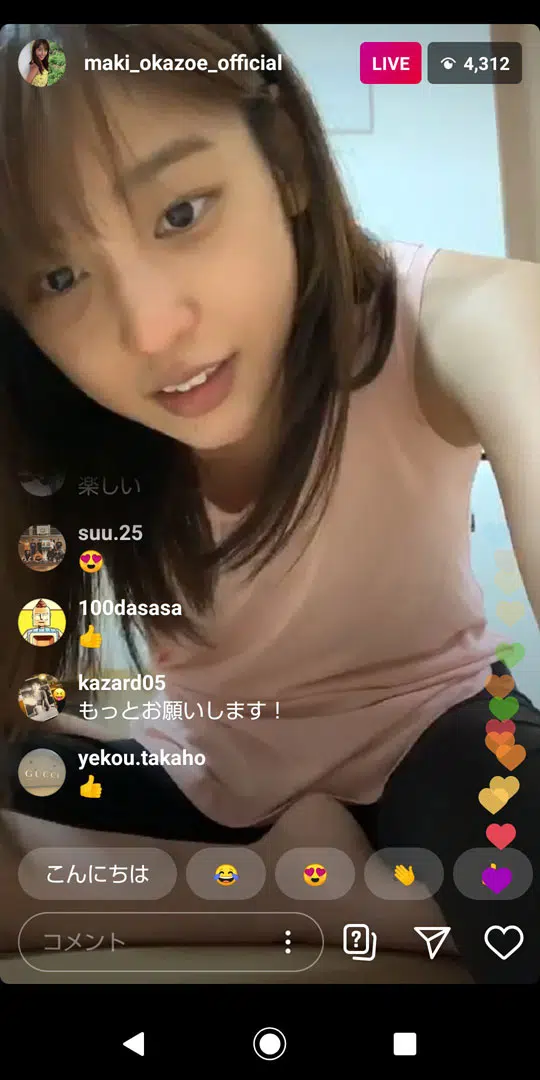 maki_okazoe_official
LIVE
4,312
楽しい
suu.25
😍
100dasasa
👍
kazard05
もっとお願いします！
GUCCI
yekou.takaho
👍
こんにちは
😂
😍
👋
コメント
?